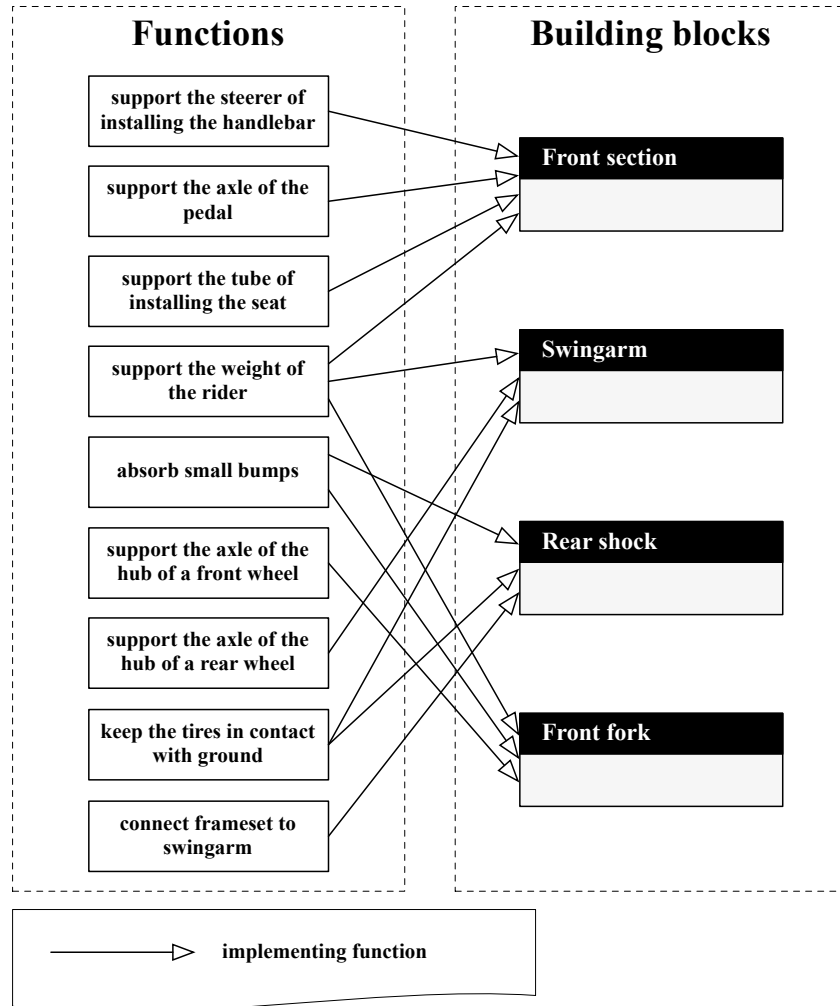 Functions
Building blocks
support the steerer of
installing the handlebar
support the axle of the
pedal
support the tube of
installing the seat
support the weight of
the rider
absorb small bumps
support the axle of the
hub of a front wheel
support the axle of the
hub of a rear wheel
keep the tires in contact
with ground
connect frameset to
swingarm
Front section
Swingarm
Rear shock
Front fork
implementing function